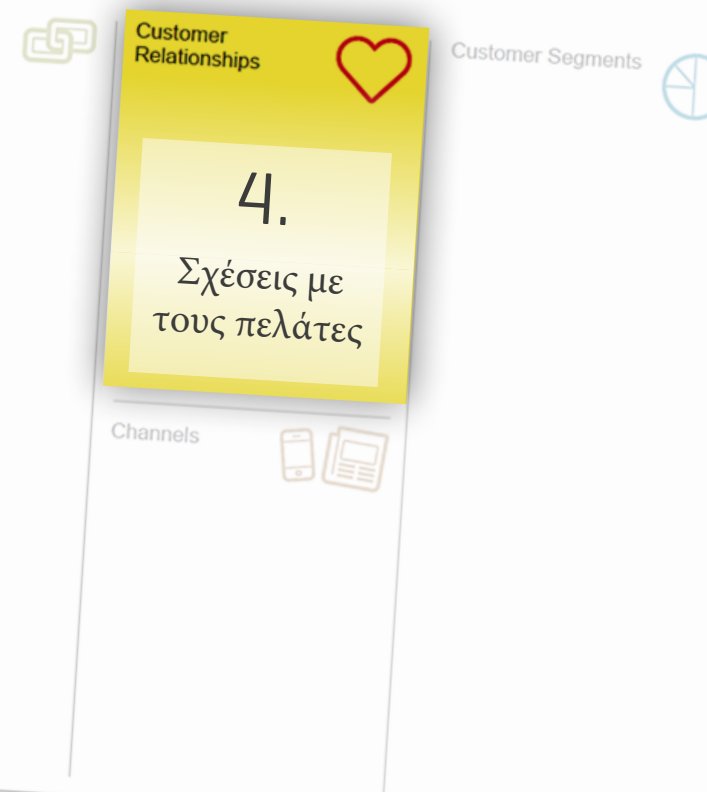 Customer
Relationships
4.
Σχέσεις με
τους πελάτες
Customer Segments
Channels